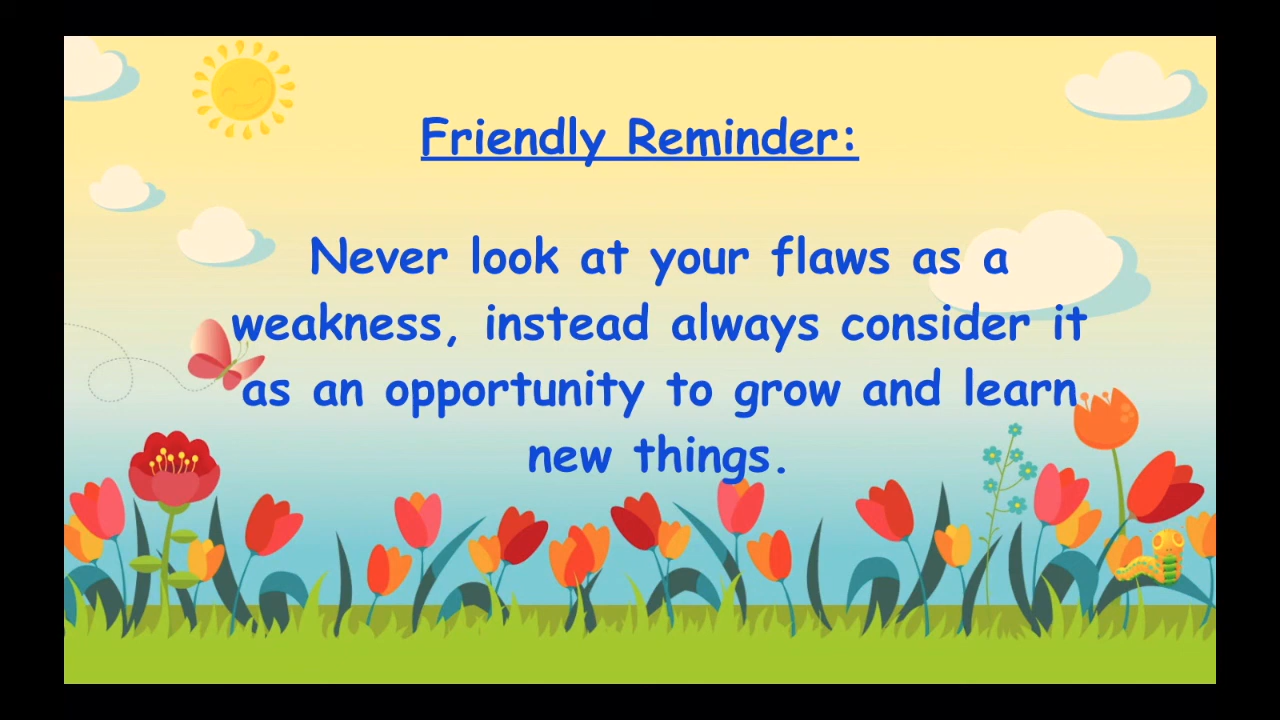 Friendly Reminder:
Never look at your flaws as a
weakness, instead always consider it
as an opportunity to grow and learn
new things.